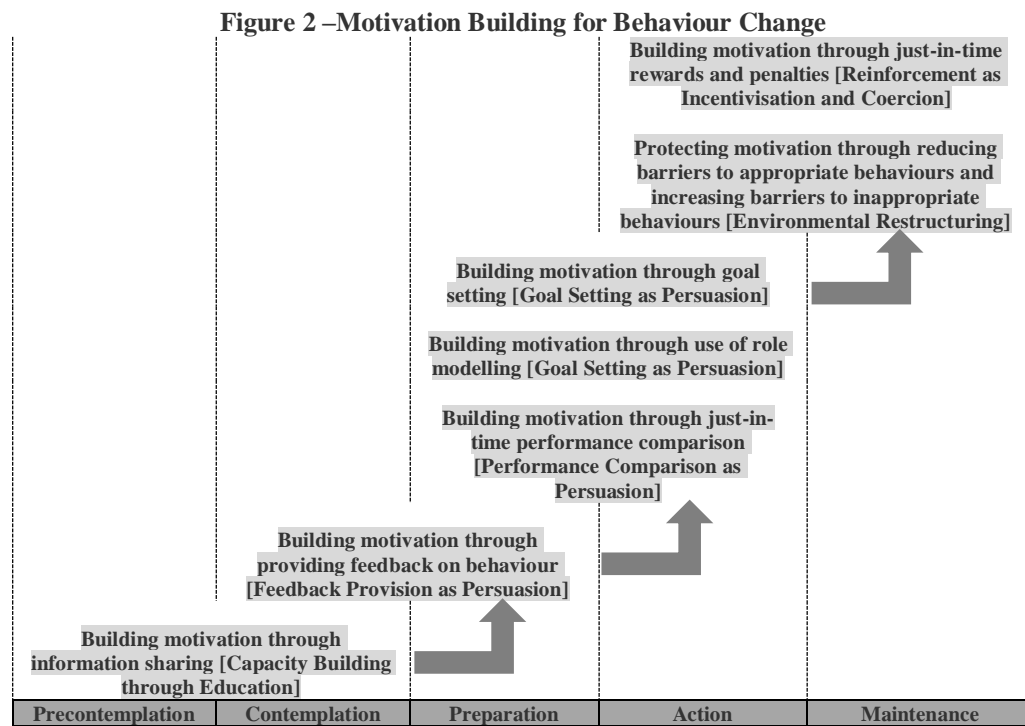 Figure 2 –Motivation Building for Behaviour Change
Building motivation through just-in-time
rewards and penalties [Reinforcement as
Incentivisation and Coercion]
Protecting motivation through reducing
barriers to appropriate behaviours and
increasing barriers to inappropriate
behaviours [Environmental Restructuring]
Building motivation through goal
setting [Goal Setting as Persuasion]
Building motivation through use of role
modelling [Goal Setting as Persuasion]
Building motivation through just-in-
time performance comparison
[Performance Comparison as
Persuasion]
Building motivation through
providing feedback on behaviour
[Feedback Provision as Persuasion]
Building motivation through
information sharing [Capacity Building
through Education]
Precontemplation Contemplation Preparation Action Maintenance